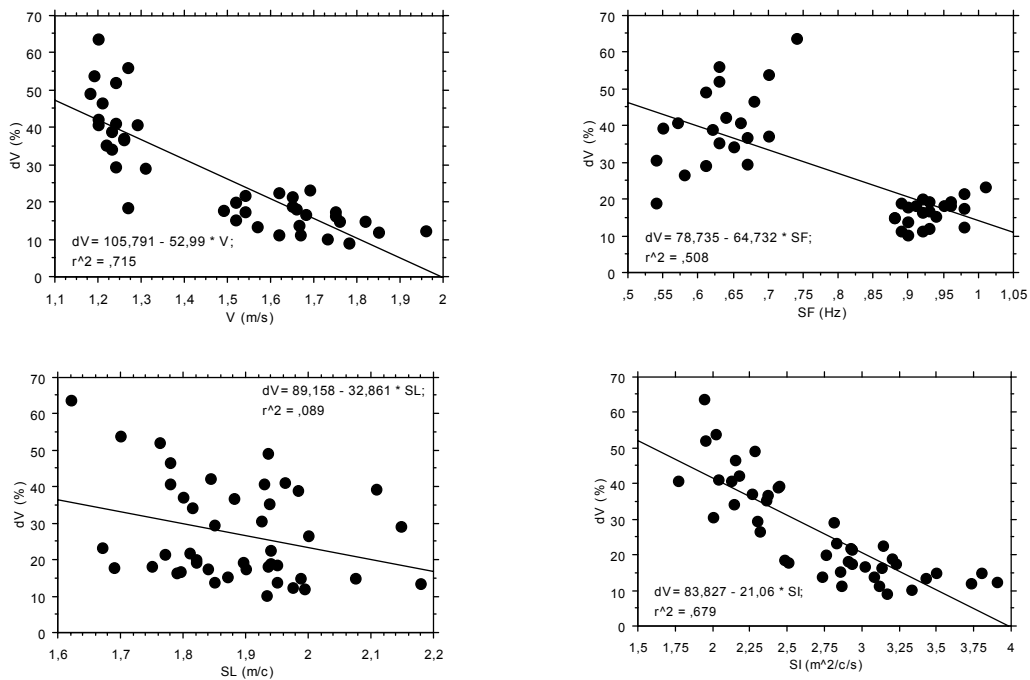 70
60
50
40
30
20
10
0
dV (%)
dV= 105,791 - 52,99 * V;
r^2 = ,715
1,1 1,2 1,3 1,4 1,5 1,6 1,7 1,8 1,9 2
V (m/s)
70
60
50
40
30
20
10
0
dV (%)
dV= 78,735 - 64,732 * SF;
r^2 = ,508
,5 ,55 ,6 ,65 ,7 ,75 ,8 ,85 ,9 ,95 1 1,05
SF (Hz)
70
60
50
40
30
20
10
0
dV (%)
dV= 89,158 - 32,861 * SL;
r^2 = ,089
1,6 1,7 1,8 1,9 2 2,1 2,2
SL (m/c)
70
60
50
40
30
20
10
0
dV (%)
dV= 83,827 - 21,06 * SI;
r^2 = ,679
1,5 1,75 2 2,25 2,5 2,75 3 3,25 3,5 3,75 4
SI (m^2/c/s)